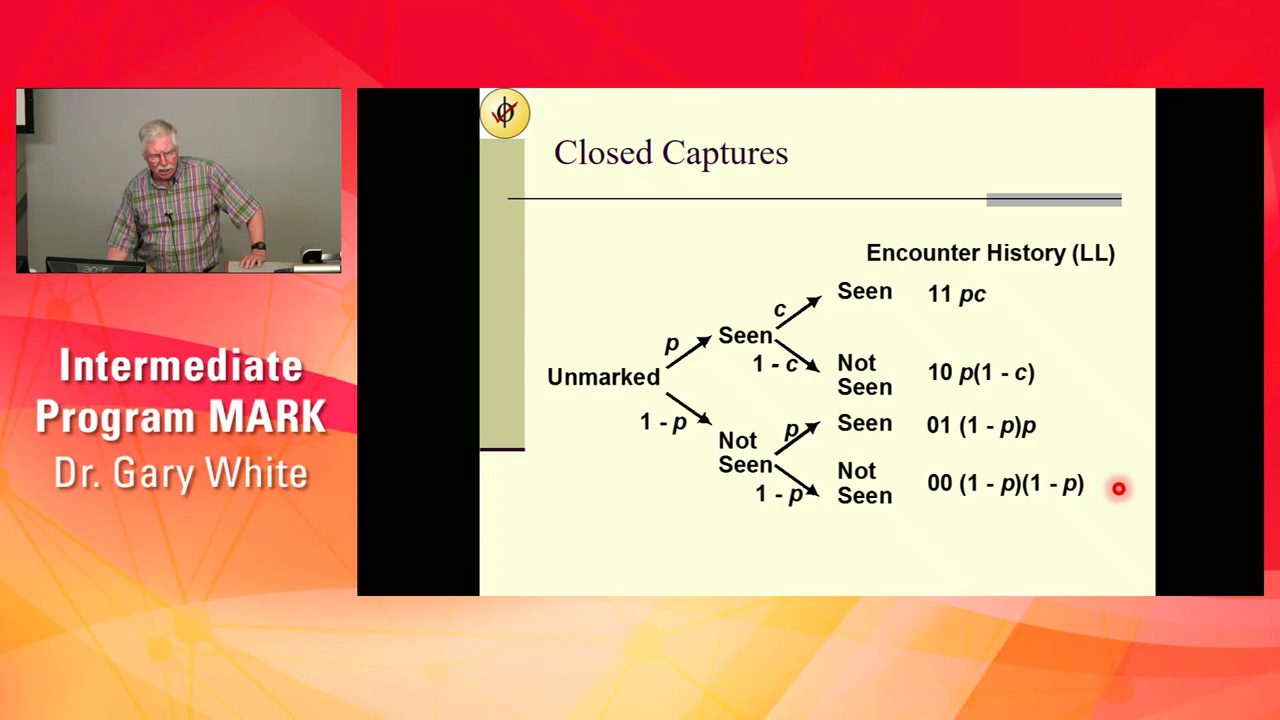 Closed Captures
Encounter History (LL)
Seen 11 pc
c
Seen
p
1 - c
Not
Seen
10 p(1 - c)
Unmarked
1 - p
Not
Seen
p
Seen
01 (1 - p)p
1 - p
Not
Seen
00 (1 - p)(1 - p)
acer
Intermediate
Program MARK
Dr. Gary White